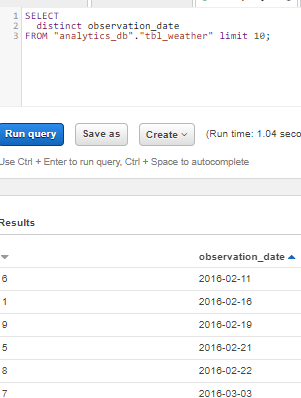 1 SELECT
2 distinct observation_date
3 FROM "analytics_db"."tbl_weather" limit 10;
Run query Save as Create (Run time: 1.04 seco
Use Ctrl + Enter to run query, Ctrl + Space to autocomplete
Results
observation_date
6 2016-02-11
1 2016-02-16
9 2016-02-19
5 2016-02-21
8 2016-02-22
7 2016-03-03